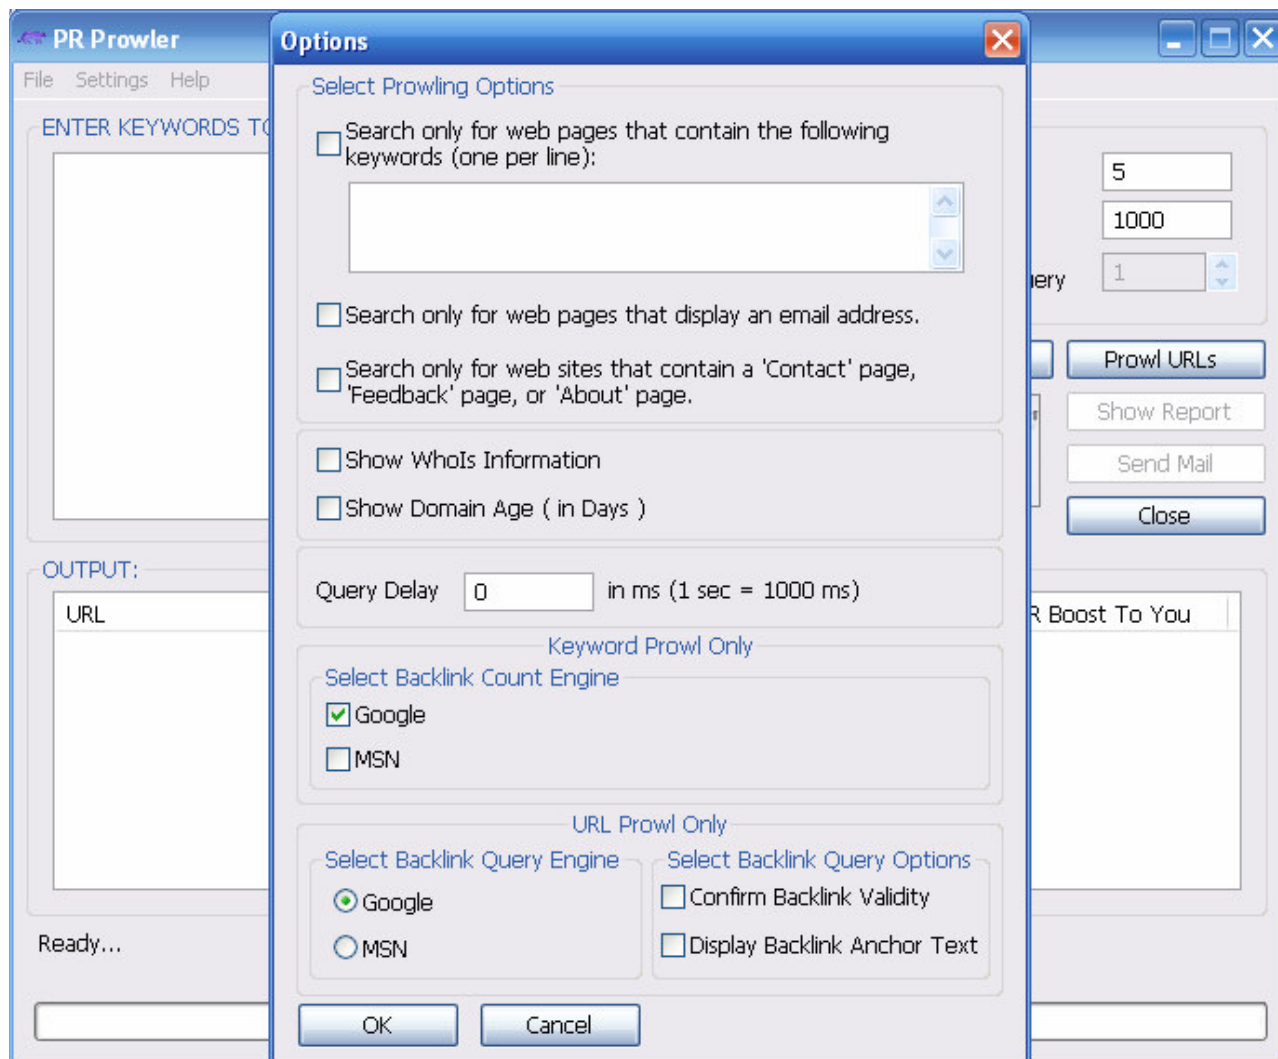 PR Prowler
Options
File Settings Help
Select Prowling Options
ENTER KEYWORDS
Search only for web pages that contain the following
keywords (one per line):
5
1000
1
Search only for web pages that display an email address.
Search only for web sites that contain a 'Contact' page,
'Feedback' page, or 'About' page.
Prowl URLs
Show Report
Show WhoIs Information
Send Mail
Show Domain Age ( in Days )
Close
OUTPUT:
Query Delay 0 in ms (1 sec = 1000 ms)
URL
R Boost To You
Keyword Prowl Only
Select Backlink Count Engine
Google
MSN
URL Prowl Only
Select Backlink Query Engine
Select Backlink Query Options
Google
Confirm Backlink Validity
MSN
Display Backlink Anchor Text
Ready...
OK
Cancel